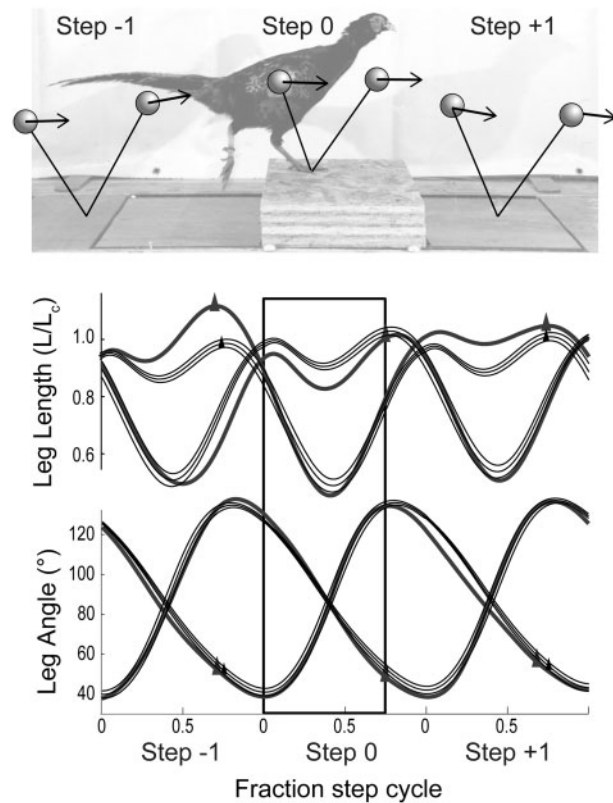 Step -1 Step 0 Step +1
Leg Length (L/Lc)
1.0
0.8
0.6
Leg Angle (°)
120
100
80
60
40
0 0.5 0 0.5 0 0.5
Step -1 Step 0 Step +1
Fraction step cycle